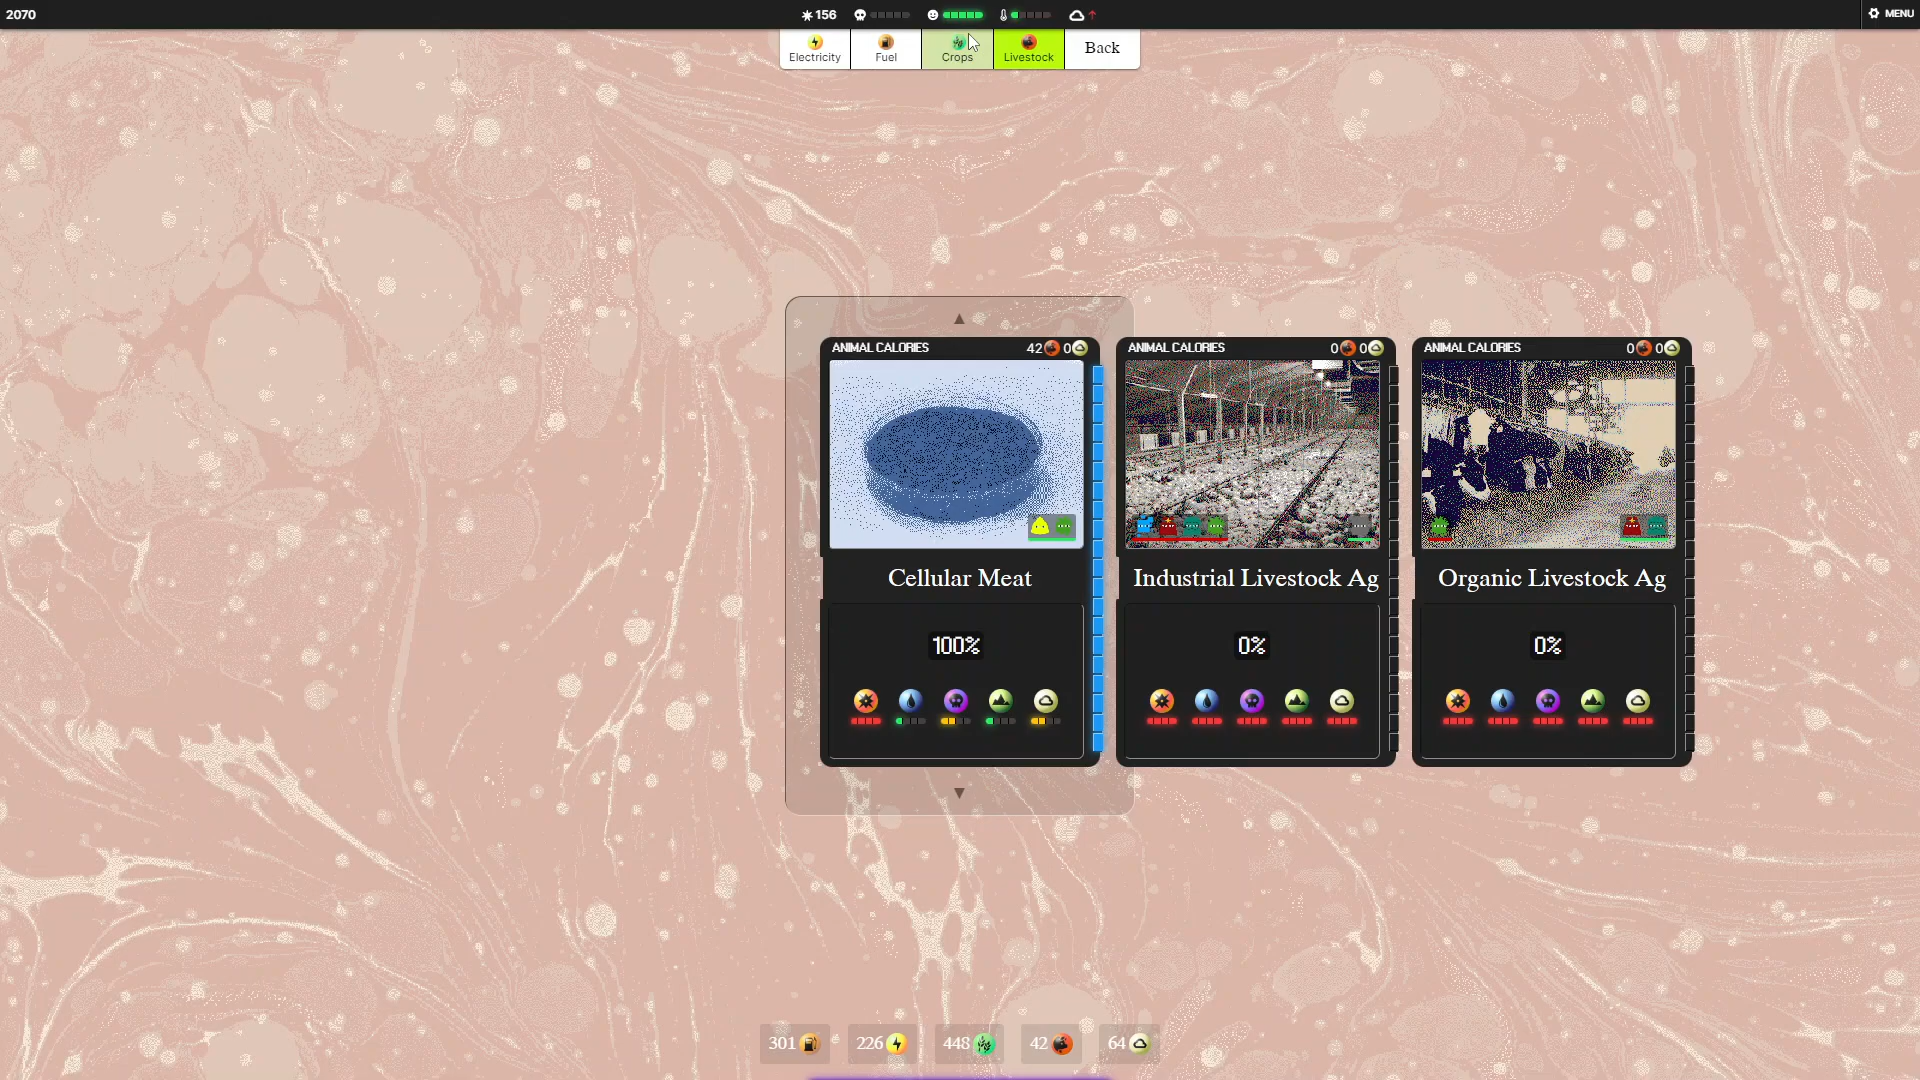 2070
156
MENU
Electricity
Fuel
Crops
Livestock
Back
ANIMAL CALORIES 42 0
Cellular Meat
100%
ANIMAL CALORIES 0 0
Industrial Livestock Ag
0%
ANIMAL CALORIES 0 0
Organic Livestock Ag
0%
301 226 448 42 64